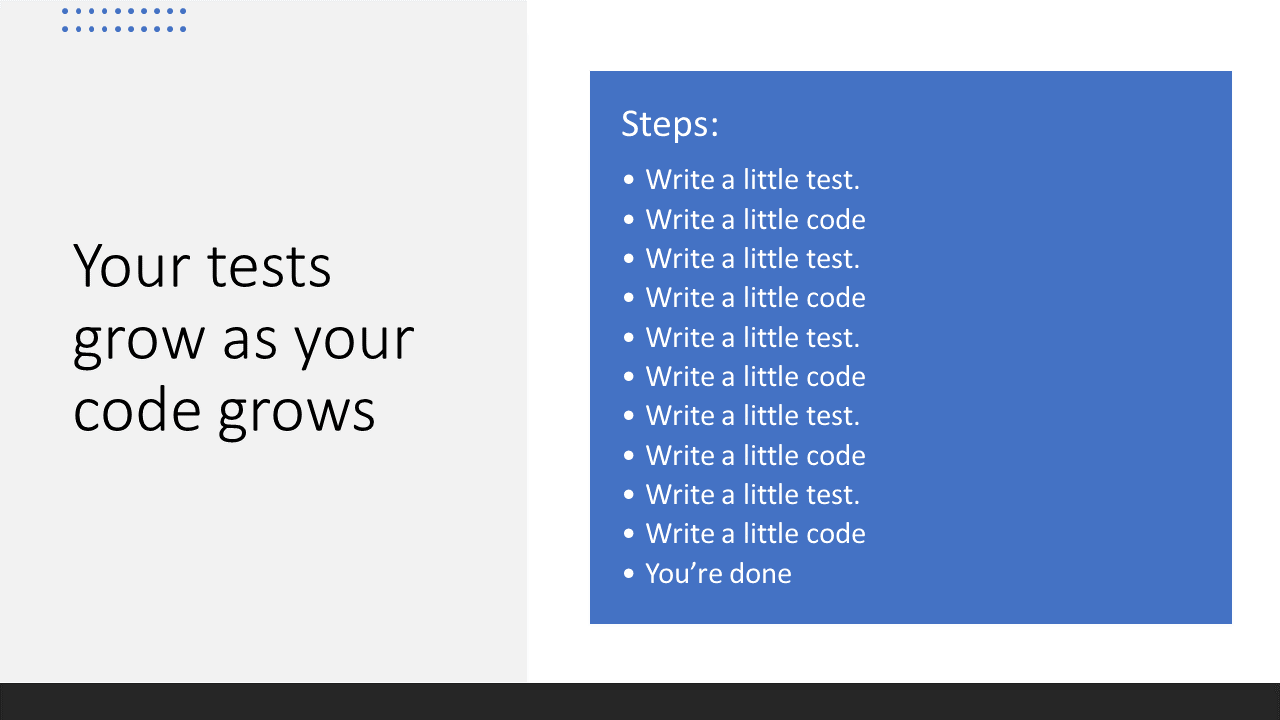 Your tests
grow as your
code grows
Steps:
• Write a little test.
• Write a little code
• Write a little test.
• Write a little code
• Write a little test.
• Write a little code
• Write a little test.
• Write a little code
• Write a little test.
• Write a little code
• You’re done